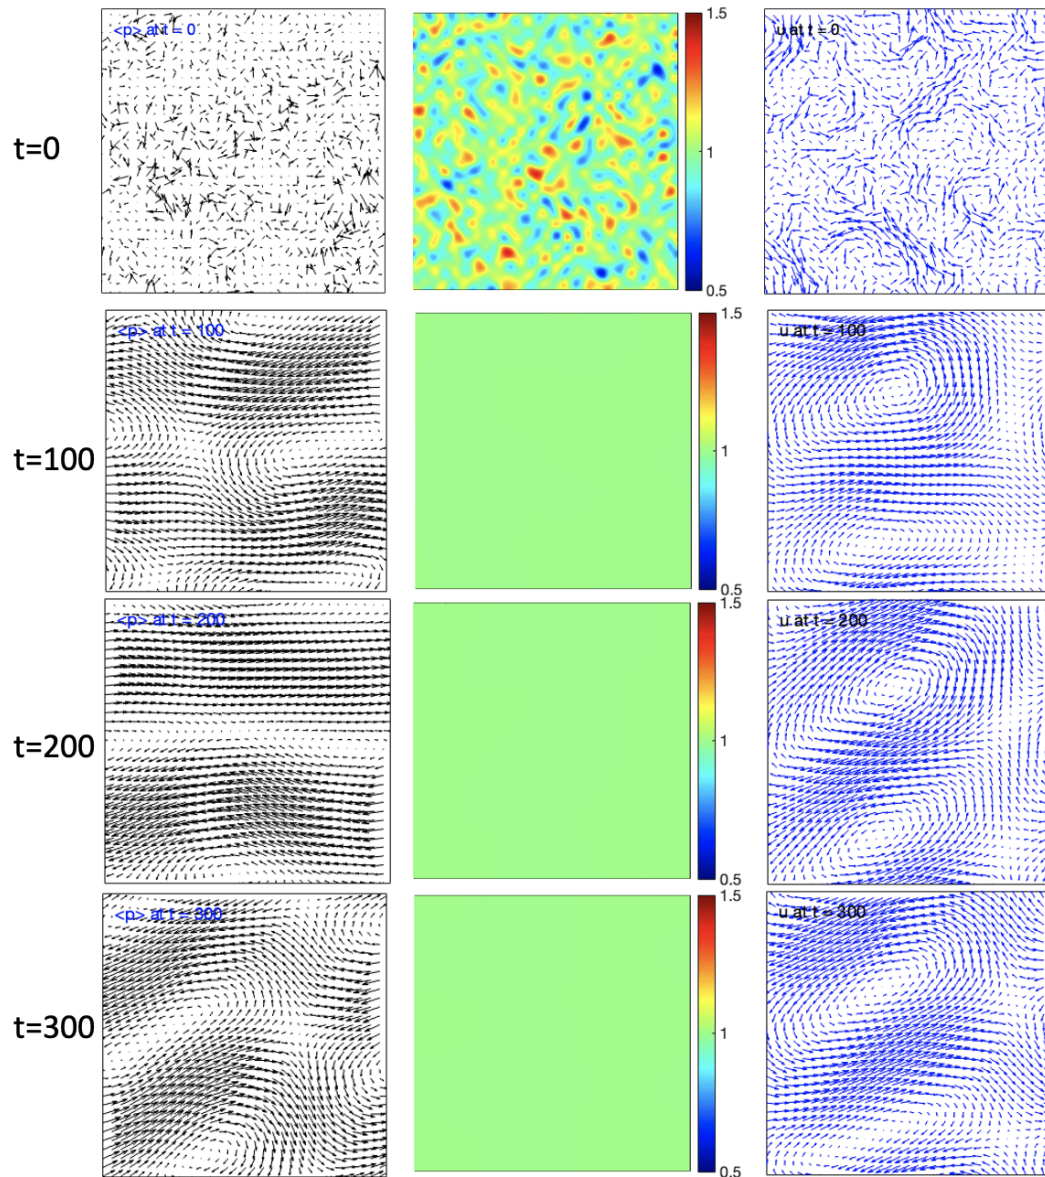 <p> at t = 0
1.5
1
0.5
u at t = 0
t=0
<p> at t = 100
1.5
1
0.5
u at t = 100
t=100
<p> at t = 200
1.5
1
0.5
u at t = 200
t=200
<p> at t = 300
1.5
1
0.5
u at t = 300
t=300